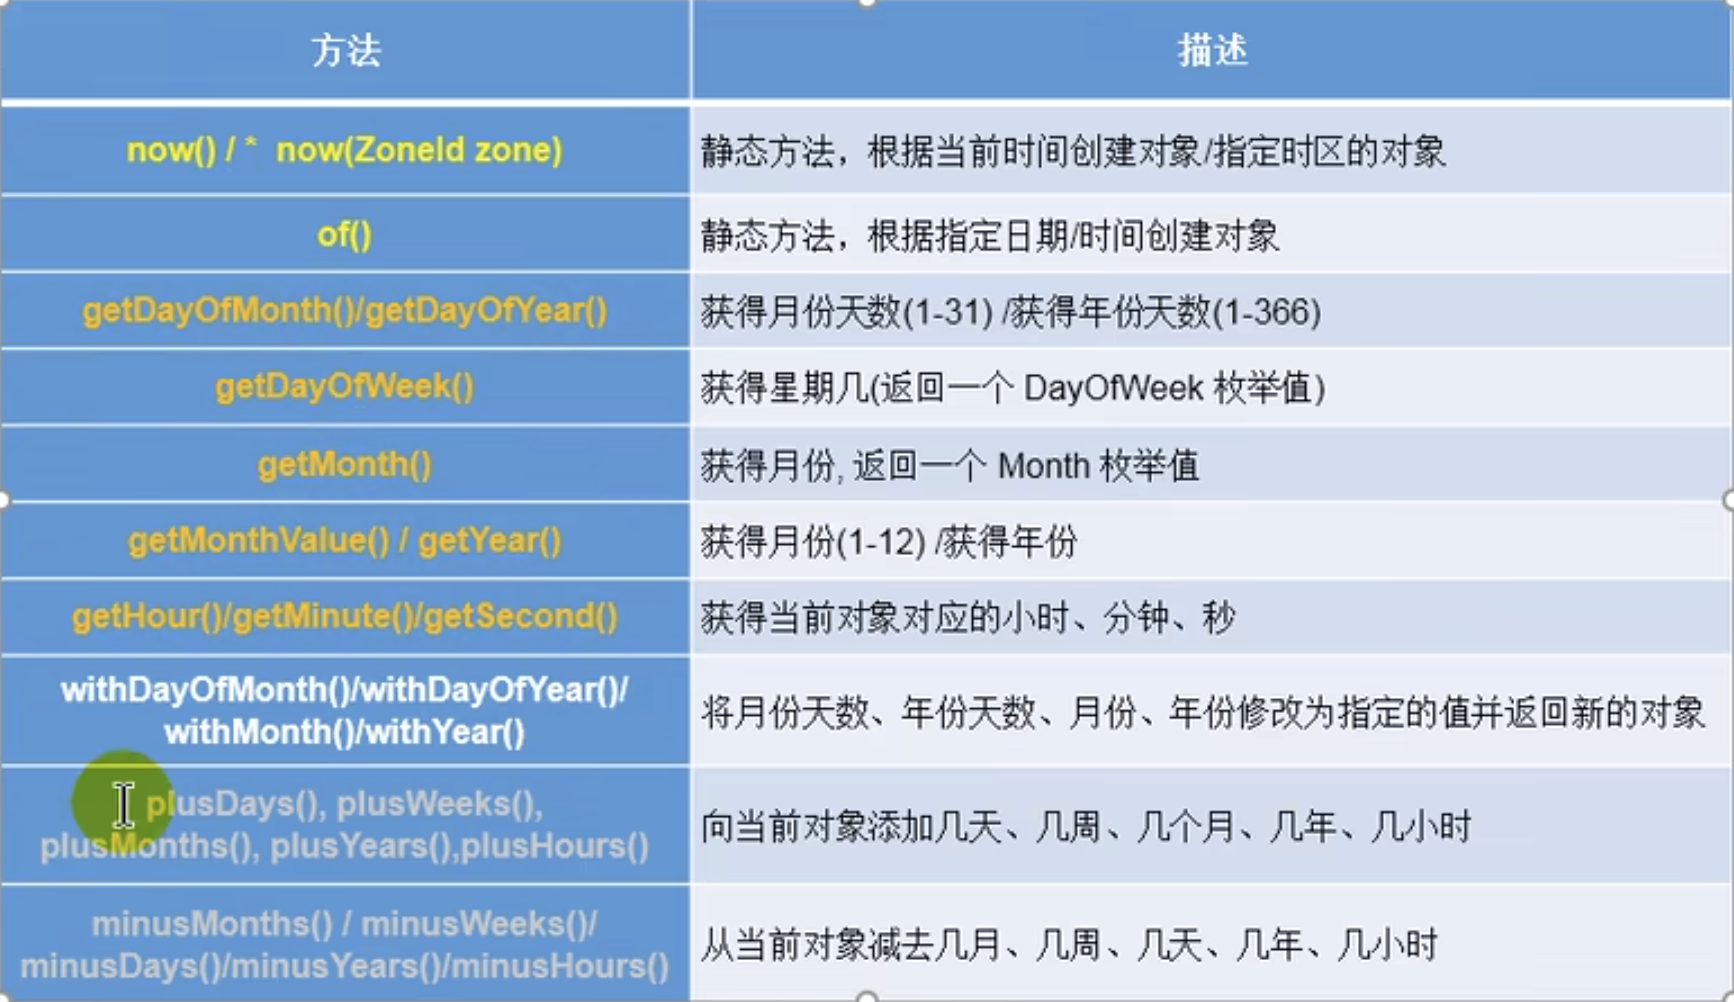 方法
描述
now() / * now(ZoneId zone)
静态方法，根据当前时间创建对象/指定时区的对象
of()
静态方法，根据指定日期/时间创建对象
getDayOfMonth()/getDayOfYear()
获得月份天数(1-31) /获得年份天数(1-366)
getDayOfWeek()
获得星期几(返回一个 DayOfWeek 枚举值)
getMonth()
获得月份, 返回一个 Month 枚举值
getMonthValue() / getYear()
获得月份(1-12) /获得年份
getHour()/getMinute()/getSecond()
获得当前对象对应的小时、分钟、秒
withDayOfMonth()/withDayOfYear()/
withMonth()/withYear()
将月份天数、年份天数、月份、年份修改为指定的值并返回新的对象
plusDays(), plusWeeks(),
plusMonths(), plusYears(),plusHours()
向当前对象添加几天、几周、几个月、几年、几小时
minusMonths() / minusWeeks()/
minusDays()/minusYears()/minusHours()
从当前对象减去几月、几周、几天、几年、几小时